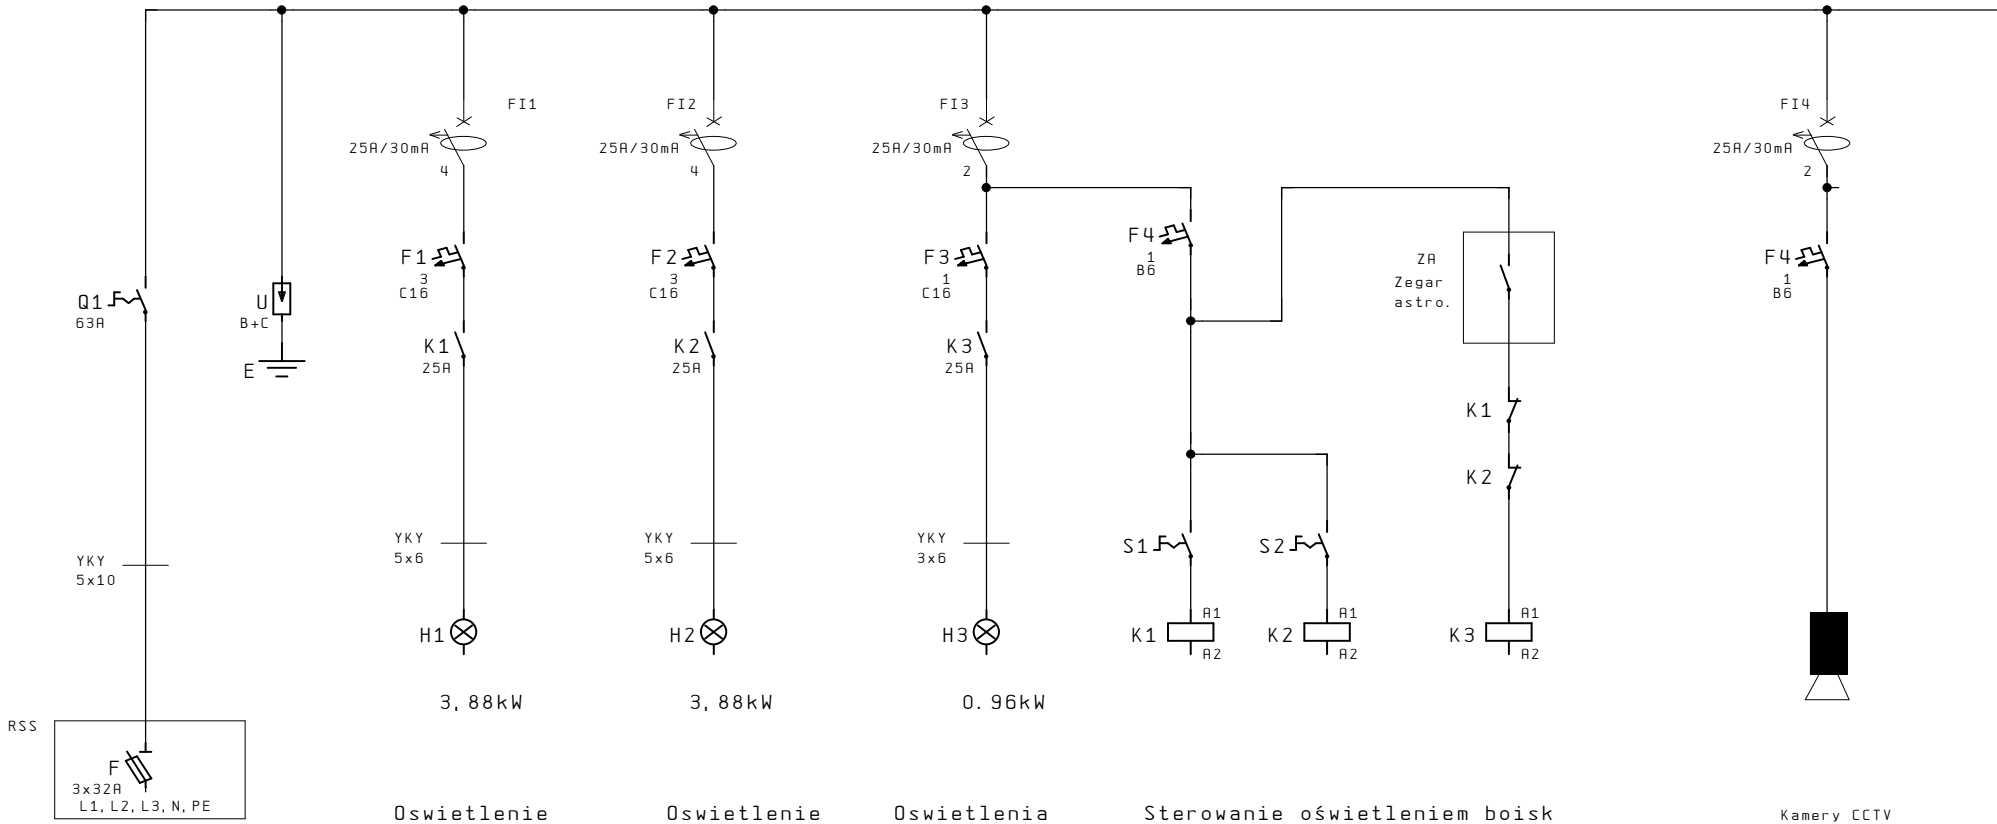 FI1
FI2
FI3
FI4
25A/30mA
25A/30mA
25A/30mA
25A/30mA
4
4
2
2
F4
1
B6
F1
3
C16
F2
3
C16
F3
1
C16
ZA
Zegar
astro.
F4
1
B6
Q1
63A
U
B+C
E
K1
25A
K2
25A
K3
25A
K1
K2
YKY
5x10
YKY
5x6
YKY
5x6
YKY
3x6
S1
S2
H1
H2
H3
K1
A1
A2
K2
A1
A2
K3
A1
A2
3,88kW
3,88kW
0.96kW
RSS
F
3x32A
L1,L2,L3,N,PE
Oswietlenie
Oswietlenie
Oswietlenia
Sterowanie oświetleniem boisk
Kamery CCTV